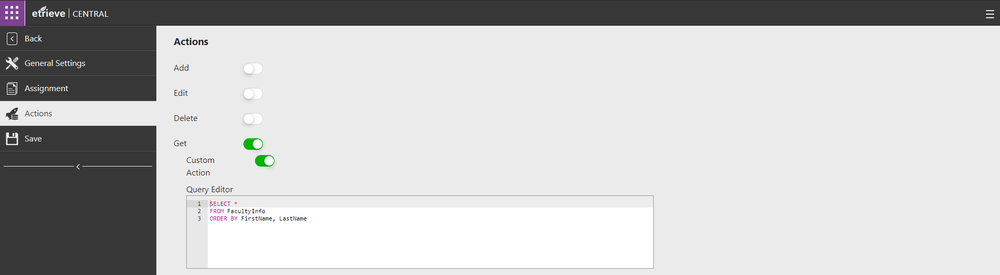 etrieve | CENTRAL
Back
General Settings
Assignment
Actions
Save
Actions
Add
Edit
Delete
Get
Custom
Action
Query Editor
1 SELECT *
2 FROM FacultyInfo
3 ORDER BY FirstName, LastName